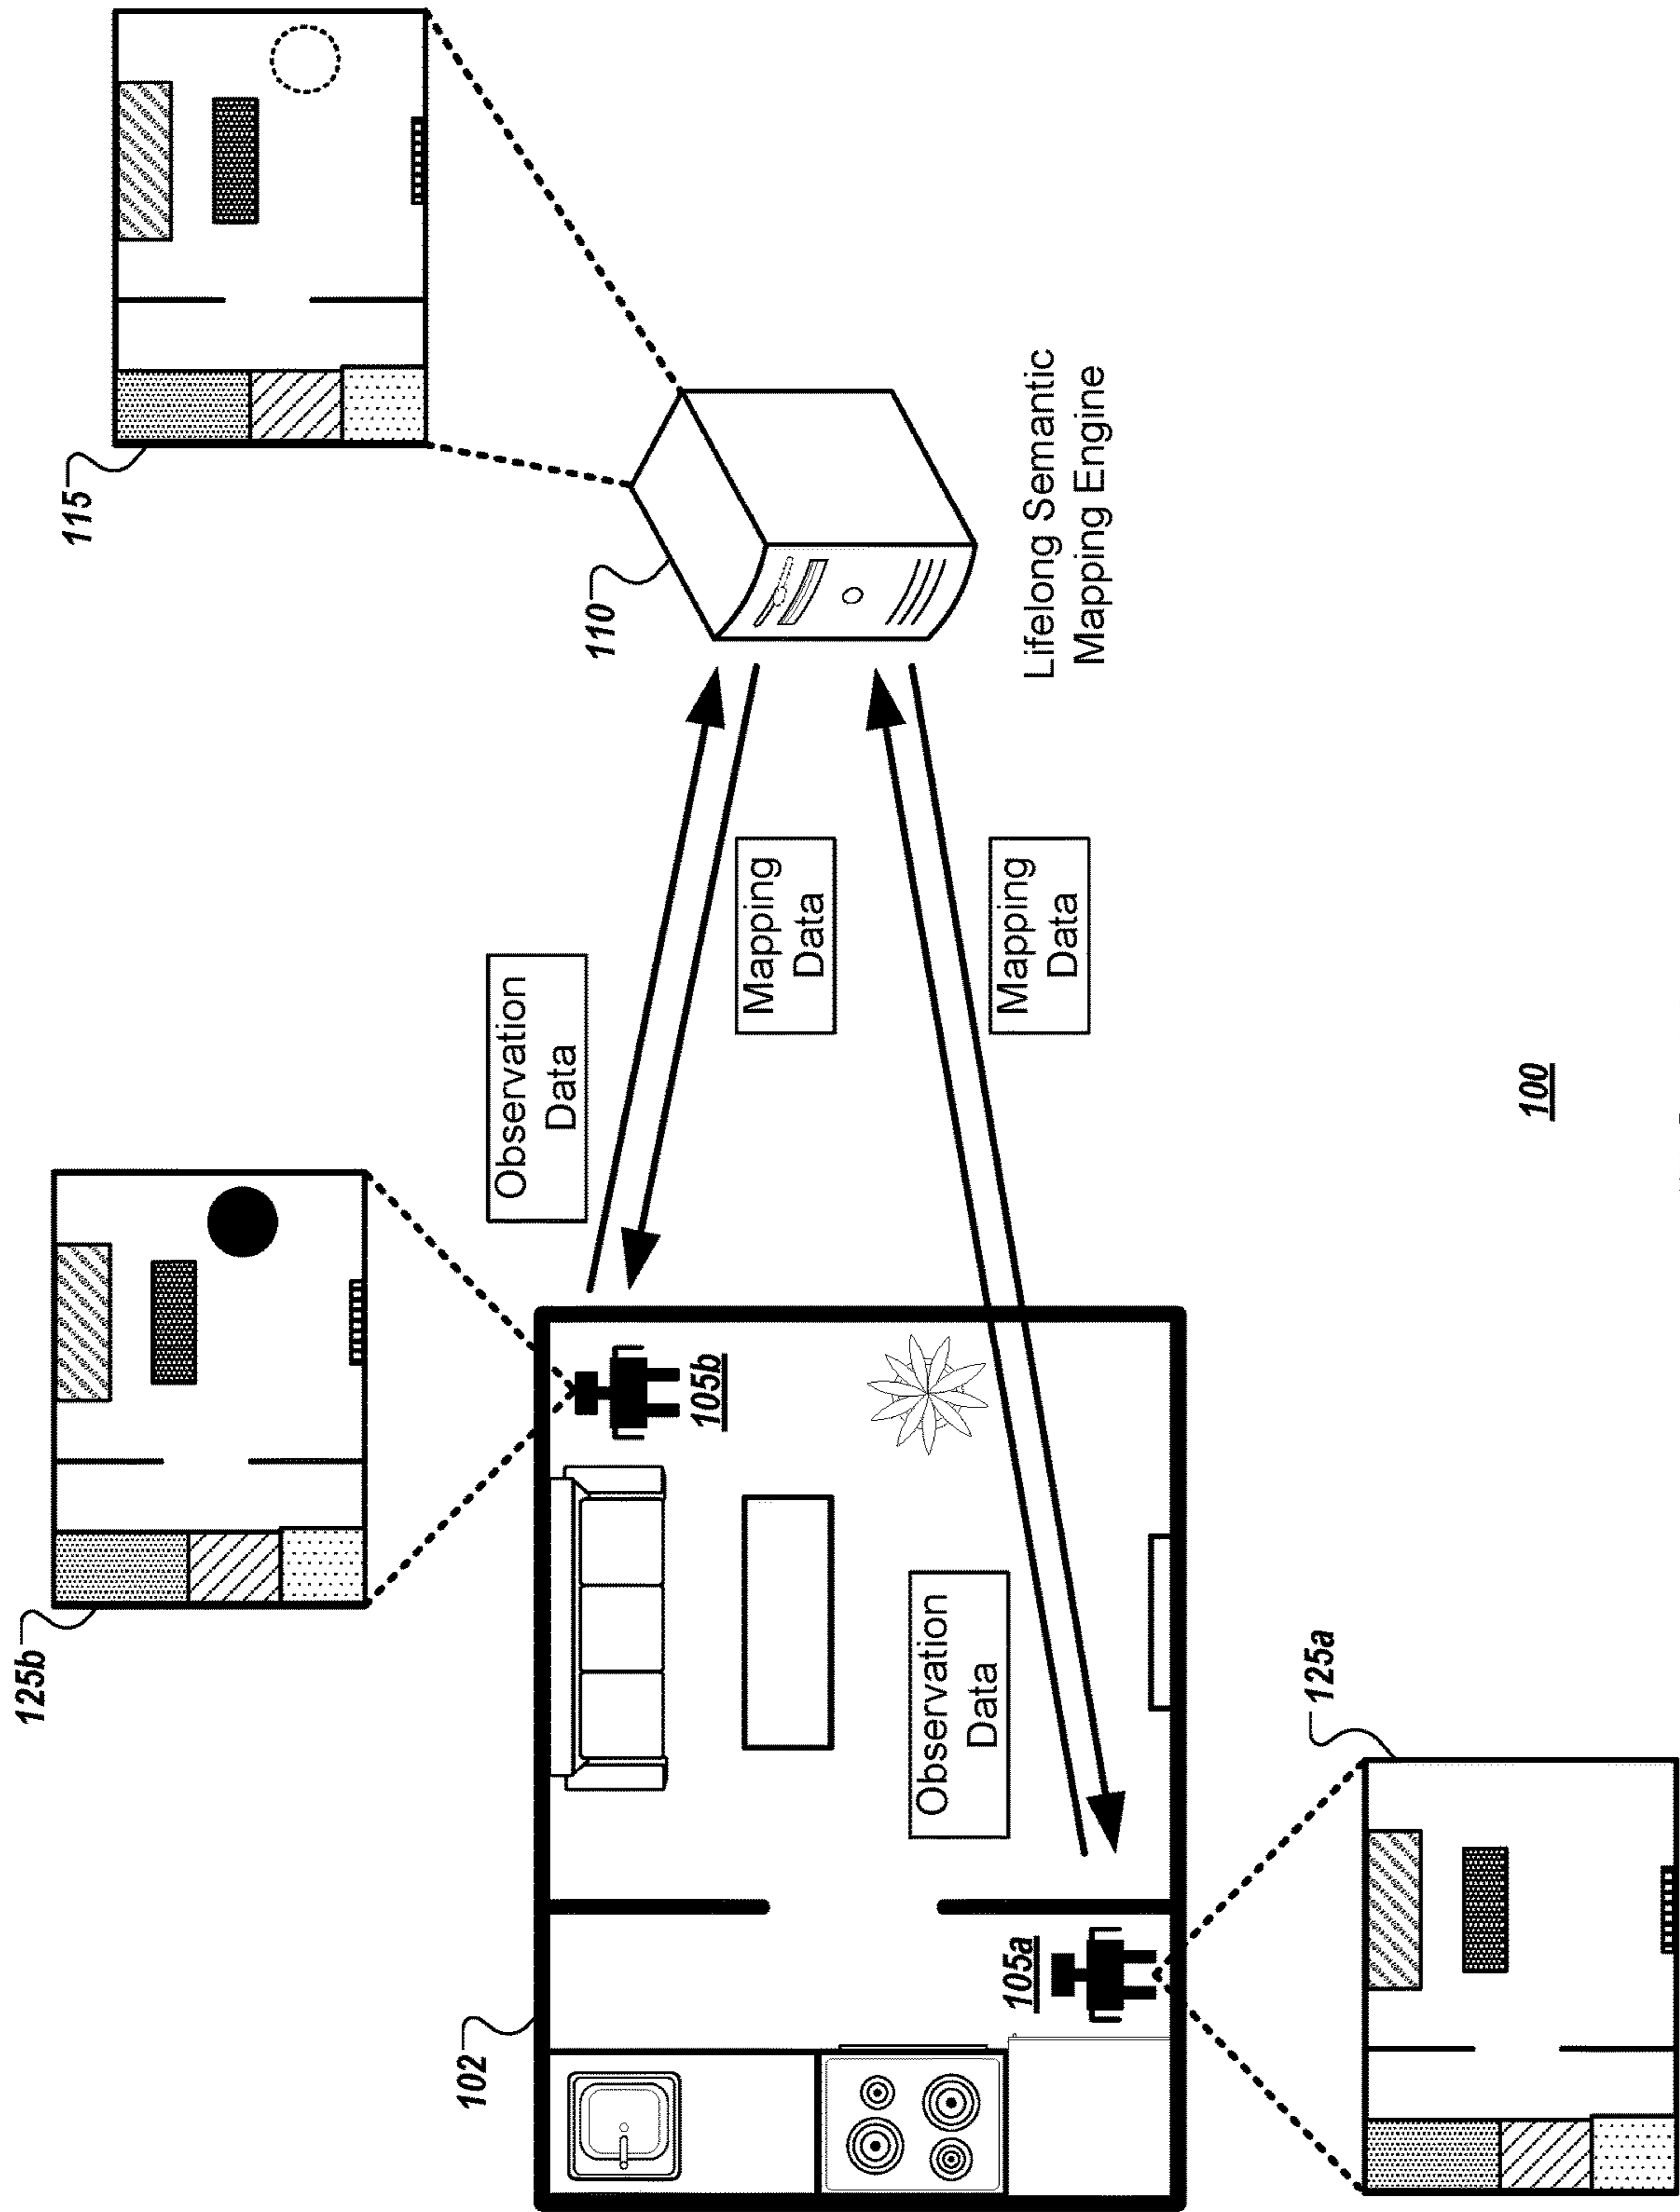 125b
115
102
Observation
Data
110
105b
Mapping
Data
Observation
Data
Mapping
Data
105a
Lifelong Semantic
Mapping Engine
125a
100